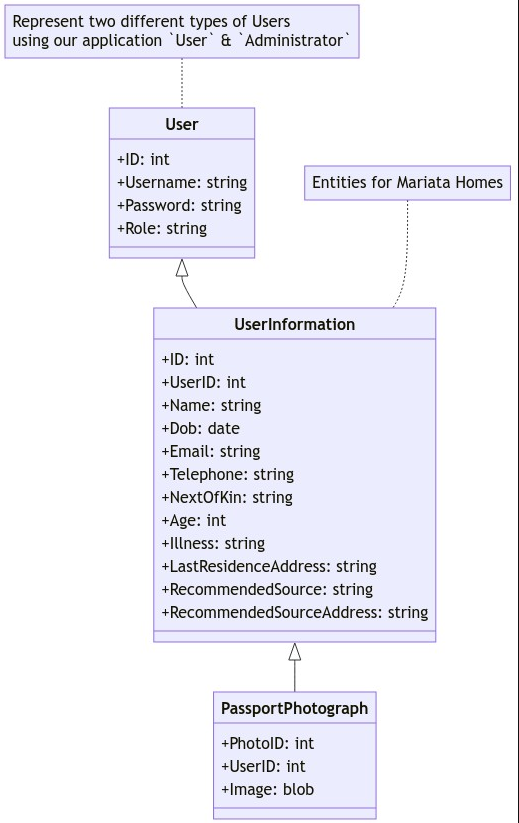 Represent two different types of Users
using our application `User` & `Administrator`
User
+ID: int
+Username: string
+Password: string
+Role: string
Entities for Mariata Homes
UserInformation
+ID: int
+UserID: int
+Name: string
+Dob: date
+Email: string
+Telephone: string
+NextOfKin: string
+Age: int
+Illness: string
+LastResidenceAddress: string
+RecommendedSource: string
+RecommendedSourceAddress: string
PassportPhotograph
+PhotoID: int
+UserID: int
+Image: blob